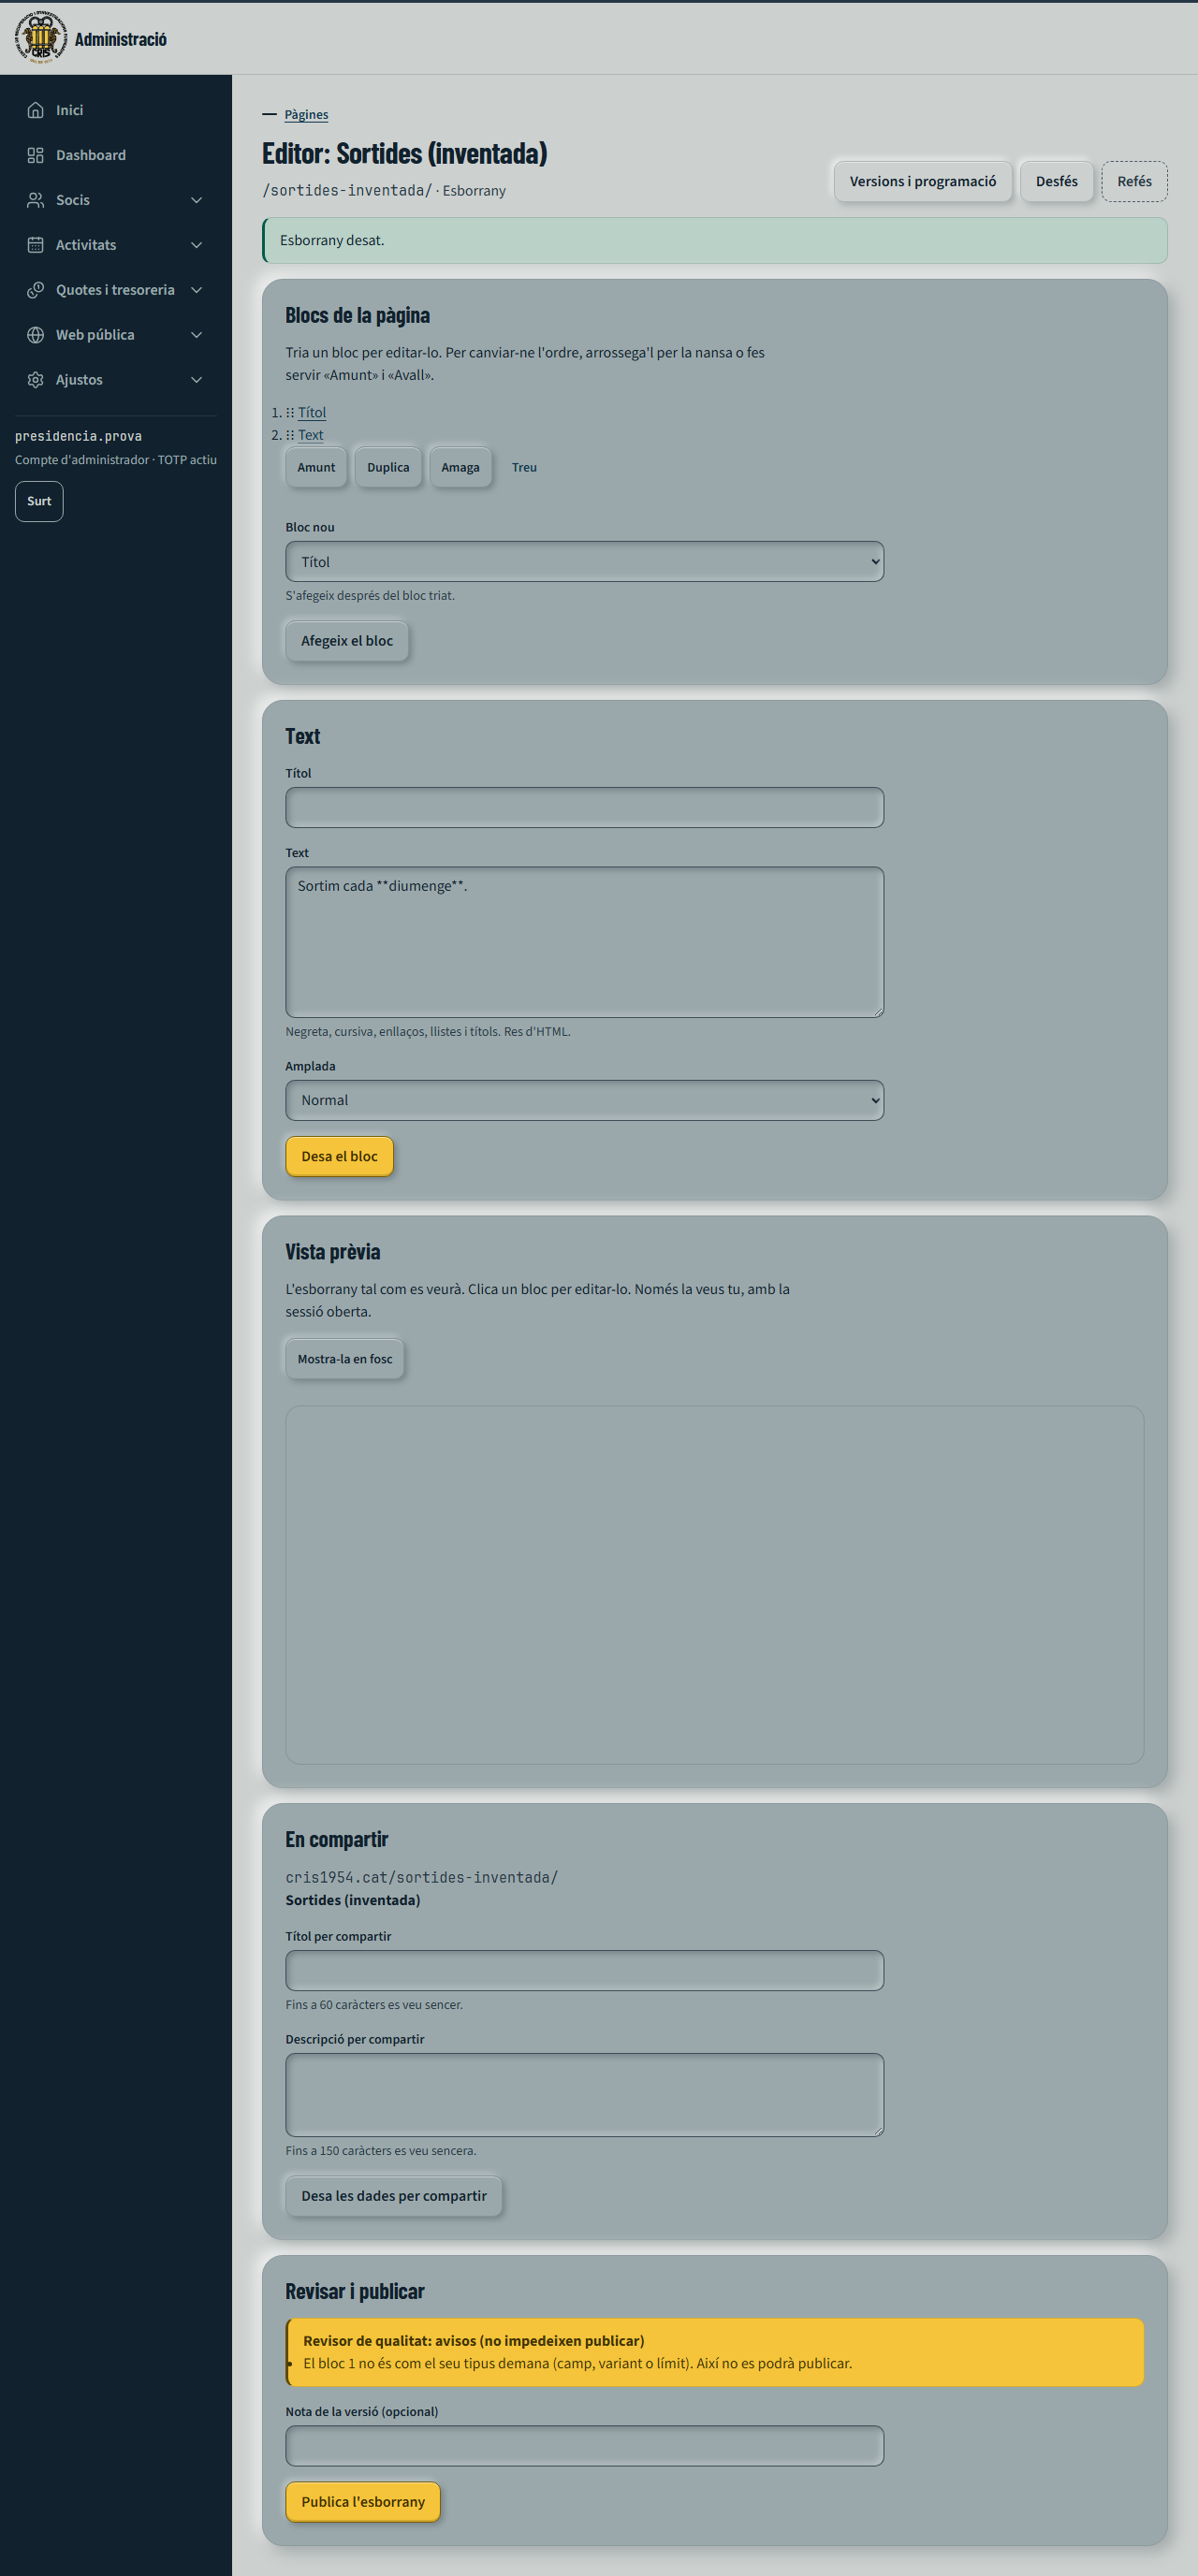 CRIS
Administració
Inici
Dashboard
Socis
Activitats
Quotes i tresoreria
Web pública
Ajustos
presidencia.prova
Compte d'administrador · TOTP actiu
Surt
— Pàgines
Editor: Sortides (inventada)
/sortides-inventada/ · Esborrany
Versions i programació
Desfés
Refés
Esborrany desat.
Blocs de la pàgina
Tria un bloc per editar-lo. Per canviar-ne l'ordre, arrossega'l per la nansa o fes
servir «Amunt» i «Avall».
1. ⠿ Títol
2. ⠿ Text
Amunt
Duplica
Amaga
Treu
Bloc nou
Títol
S'afegeix després del bloc triat.
Afegeix el bloc
Text
Títol
Text
Sortim cada **diumenge**.
Negreta, cursiva, enllaços, llistes i títols. Res d'HTML.
Amplada
Normal
Desa el bloc
Vista prèvia
L'esborrany tal com es veurà. Clica un bloc per editar-lo. Només la veus tu, amb la
sessió oberta.
Mostra-la en fosc
En compartir
cris1954.cat/sortides-inventada/
Sortides (inventada)
Títol per compartir
Fins a 60 caràcters es veu sencer.
Descripció per compartir
Fins a 150 caràcters es veu sencera.
Desa les dades per compartir
Revisar i publicar
Revisor de qualitat: avisos (no impedeixen publicar)
• El bloc 1 no és com el seu tipus demana (camp, variant o límit). Així no es podrà publicar.
Nota de la versió (opcional)
Publica l'esborrany